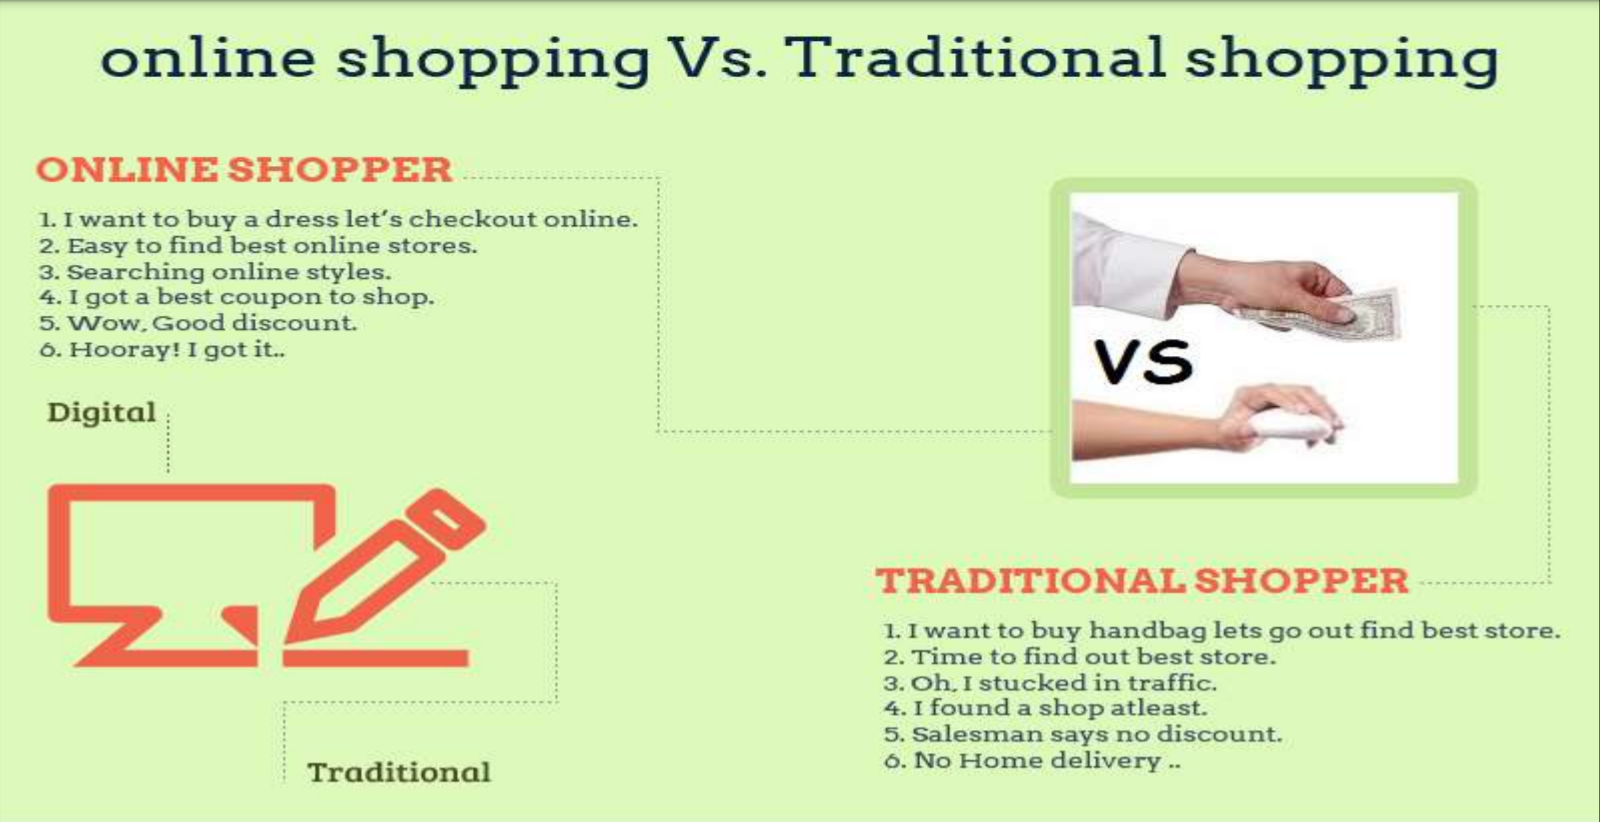 online shopping Vs. Traditional shopping
ONLINE SHOPPER
1. I want to buy a dress let's checkout online.
2. Easy to find best online stores.
3. Searching online styles.
4. I got a best coupon to shop.
5. Wow, Good discount.
6. Hooray! I got it..
Digital
VS
TRADITIONAL SHOPPER
1. I want to buy handbag lets go out find best store.
2. Time to find out best store.
3. Oh, I stucked in traffic.
4. I found a shop atleast.
5. Salesman says no discount.
6. No Home delivery ..
Traditional